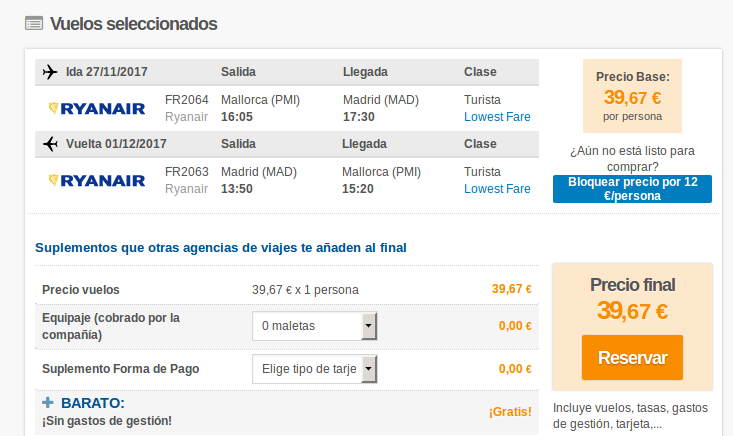 Vuelos seleccionados
Ida 27/11/2017 Salida Llegada Clase
RYANAIR FR2064 Mallorca (PMI) Madrid (MAD) Turista
Ryanair 16:05 17:30 Lowest Fare
Vuelta 01/12/2017 Salida Llegada Clase
RYANAIR FR2063 Madrid (MAD) Mallorca (PMI) Turista
Ryanair 13:50 15:20 Lowest Fare
Precio Base:
39,67 €
por persona
¿Aún no está listo para
comprar?
Bloquear precio por 12
€/persona
Suplementos que otras agencias de viajes te añaden al final
Precio vuelos 39,67 € x 1 persona 39,67 €
Equipaje (cobrado por la
compañía) 0 maletas 0,00 €
Suplemento Forma de Pago Elige tipo de tarje 0,00 €
+ BARATO:
¡Sin gastos de gestión! ¡Gratis!
Precio final
39,67 €
Reservar
Incluye vuelos, tasas, gastos
de gestión, tarjeta,...